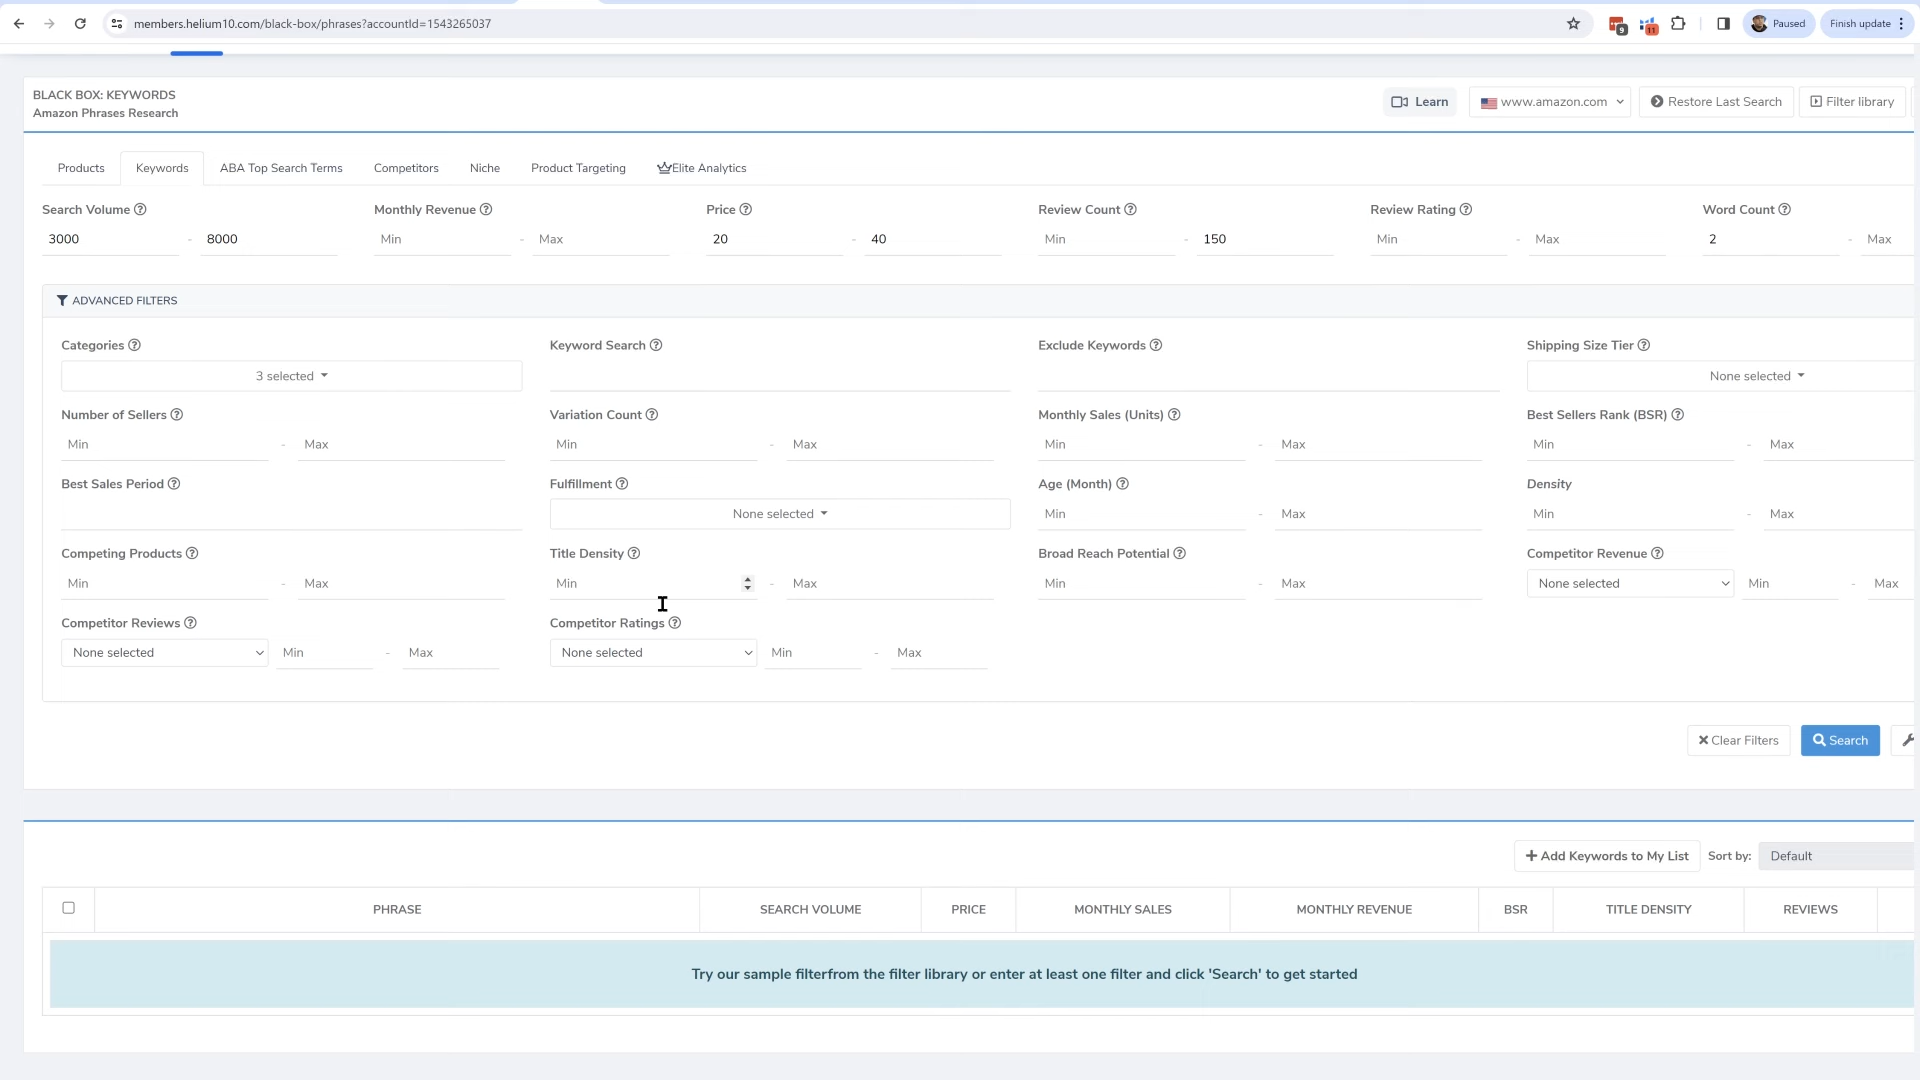 members.helium10.com/black-box/phrases?accountId=1543265037
9
11
Paused
Finish update
BLACK BOX: KEYWORDS
Amazon Phrases Research
Learn
www.amazon.com
Restore Last Search
Filter library
Products
Keywords
ABA Top Search Terms
Competitors
Niche
Product Targeting
Elite Analytics
Search Volume
Monthly Revenue
Price
Review Count
Review Rating
Word Count
3000 - 8000
Min - Max
20 - 40
Min - 150
Min - Max
2 - Max
ADVANCED FILTERS
Categories
Keyword Search
Exclude Keywords
Shipping Size Tier
3 selected
None selected
Number of Sellers
Variation Count
Monthly Sales (Units)
Best Sellers Rank (BSR)
Min - Max
Min - Max
Min - Max
Min - Max
Best Sales Period
Fulfillment
Age (Month)
Density
None selected
Min - Max
Min - Max
Competing Products
Title Density
Broad Reach Potential
Competitor Revenue
Min - Max
Min - Max
Min - Max
None selected
Min - Max
Competitor Reviews
Competitor Ratings
None selected
Min - Max
None selected
Min - Max
Clear Filters
Search
Add Keywords to My List
Sort by:
Default
PHRASE
SEARCH VOLUME
PRICE
MONTHLY SALES
MONTHLY REVENUE
BSR
TITLE DENSITY
REVIEWS
Try our sample filterfrom the filter library or enter at least one filter and click 'Search' to get started